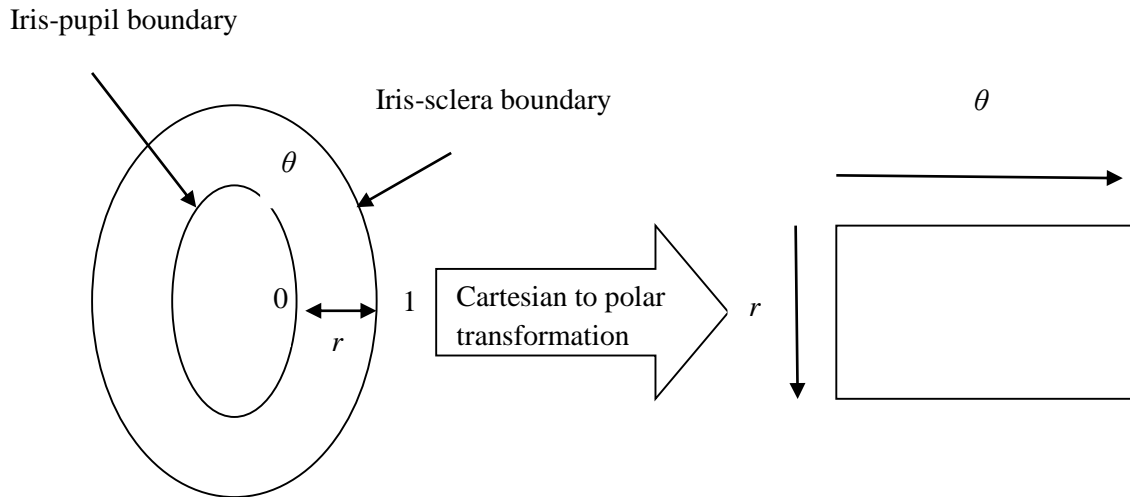 Iris-pupil boundary
Iris-sclera boundary
θ
θ
0
1
r
Cartesian to polar
transformation
r